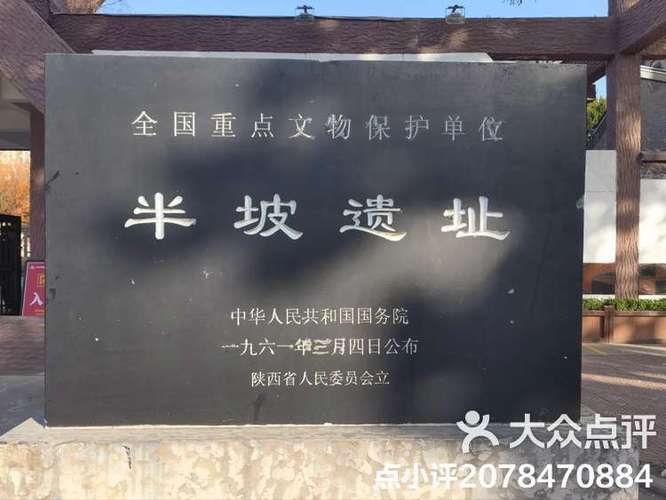 全国重点文物保护单位
半坡遗址
中华人民共和国国务院
一九六一年三月四日公布
陕西省人民委员会立
入
大众点评
点小评2078470884